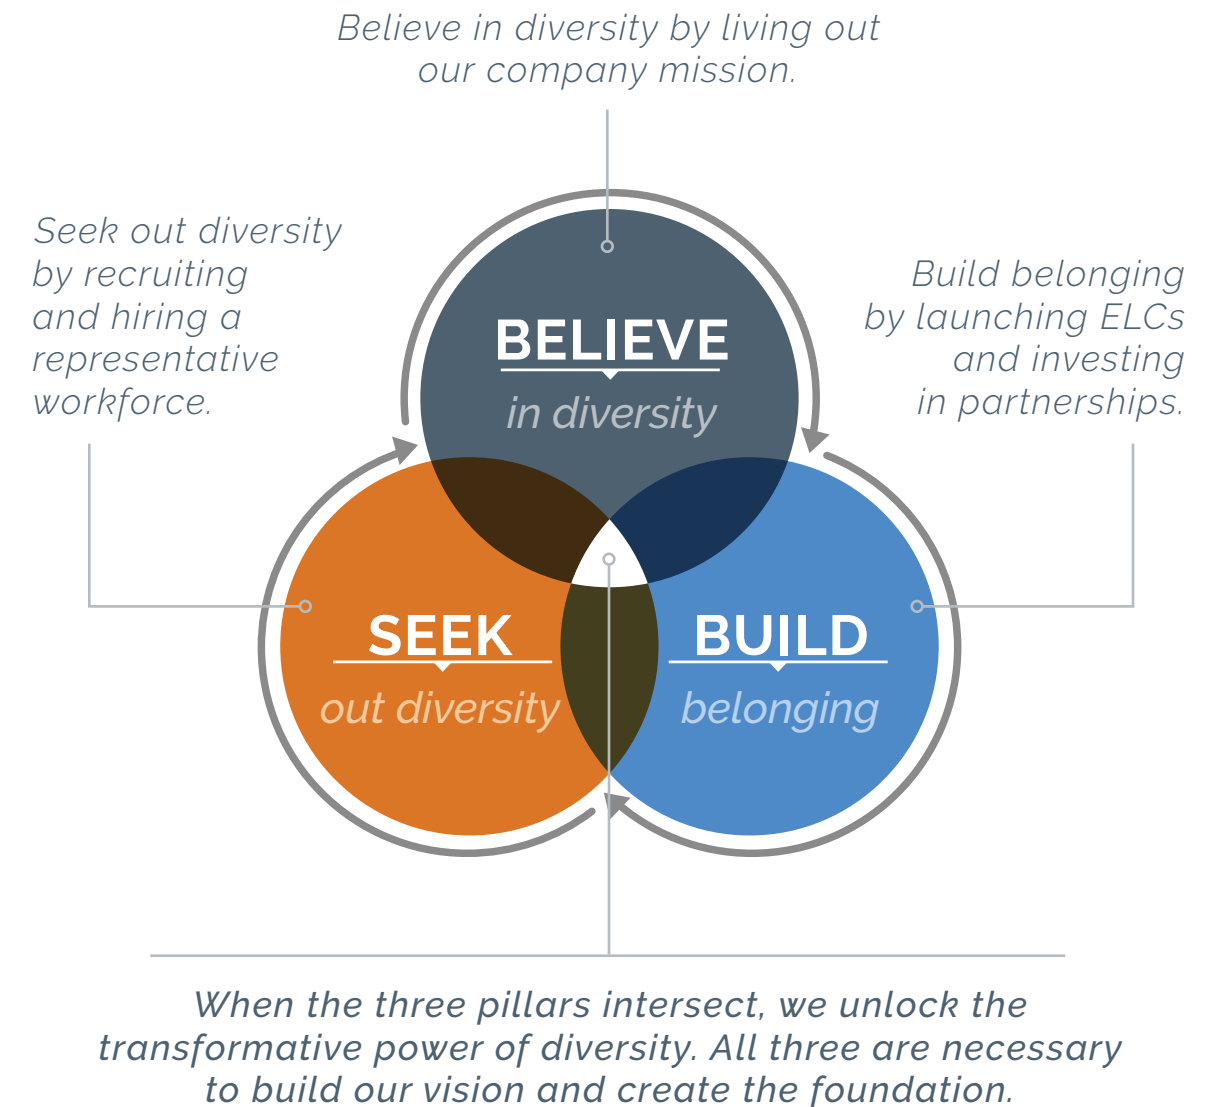 Believe in diversity by living out
our company mission.
Seek out diversity
by recruiting
and hiring a
representative
workforce.
Build belonging
by launching ELCs
and investing
in partnerships.
BELIEVE
in diversity
SEEK
out diversity
BUILD
belonging
When the three pillars intersect, we unlock the
transformative power of diversity. All three are necessary
to build our vision and create the foundation.